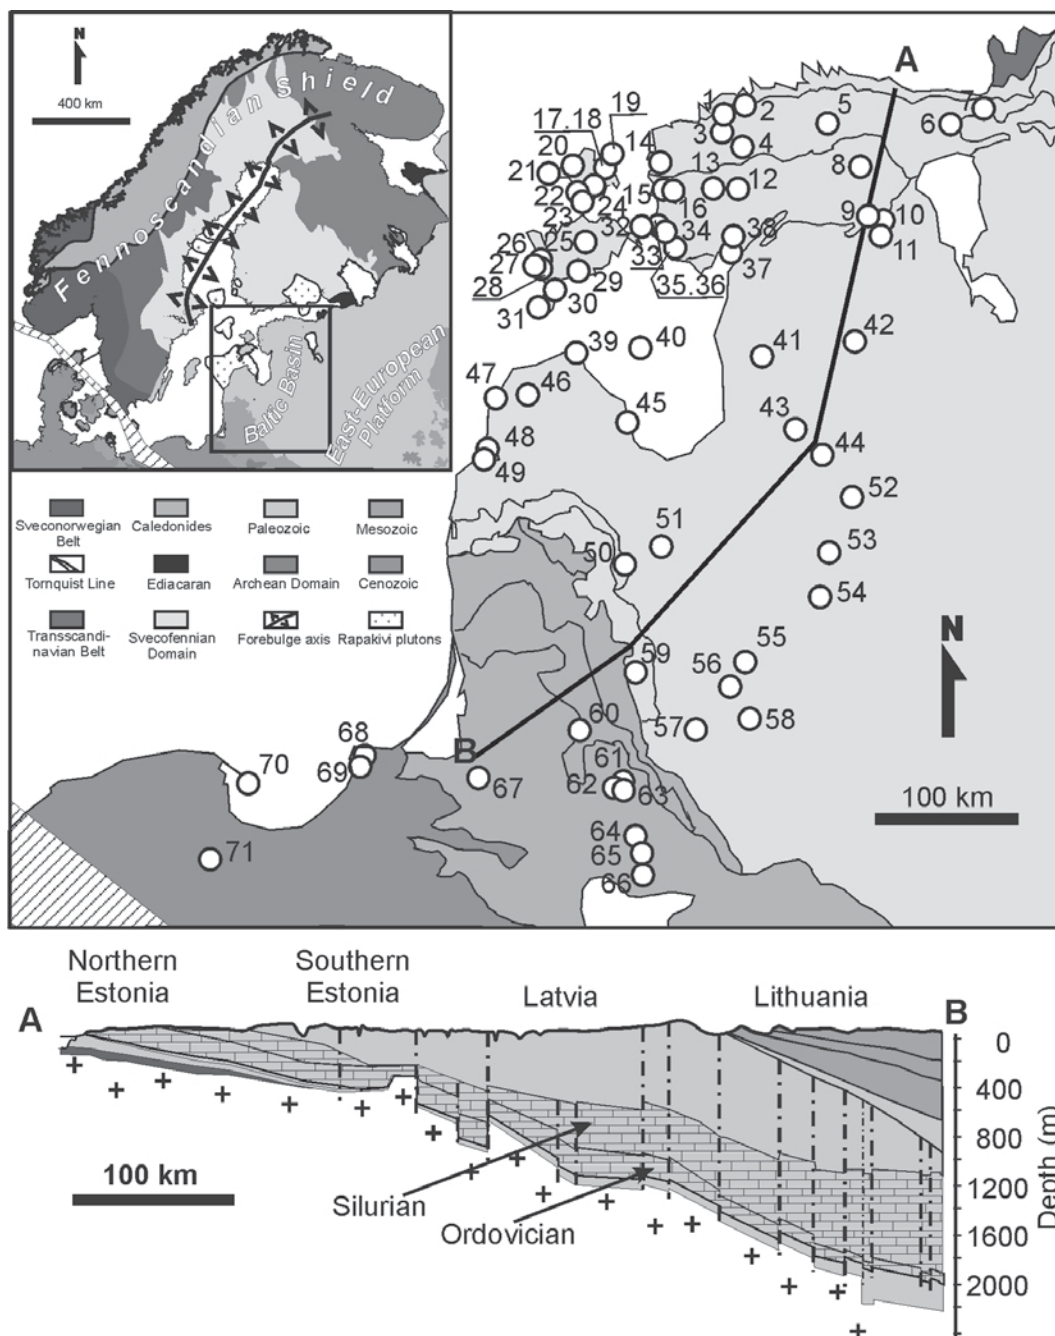 N
400 km
Fennoscandian Shield
Baltic Basin
East-European
Platform
Sveconorwegian
Belt
Caledonides
Paleozoic
Mesozoic
Tornquist Line
Ediacaran
Archean Domain
Cenozoic
Transscandi-
navian Belt
Svecofennian
Domain
Forebulge axis
Rapakivi plutons
A
1
2
3
4
5
6
7
8
9
10
11
12
13
14
15
16
17.18
19
20
21
22
23
24
25
26
27
28
29
30
31
32
33
34
35.36
37
38
39
40
41
42
43
44
45
46
47
48
49
50
51
52
53
54
55
56
57
58
59
60
61
62
63
64
65
66
67
68
69
70
71
B
N
100 km
Northern
Estonia
Southern
Estonia
Latvia
Lithuania
A
B
0
400
800
1200
1600
2000
Depth (m)
100 km
Silurian
Ordovician